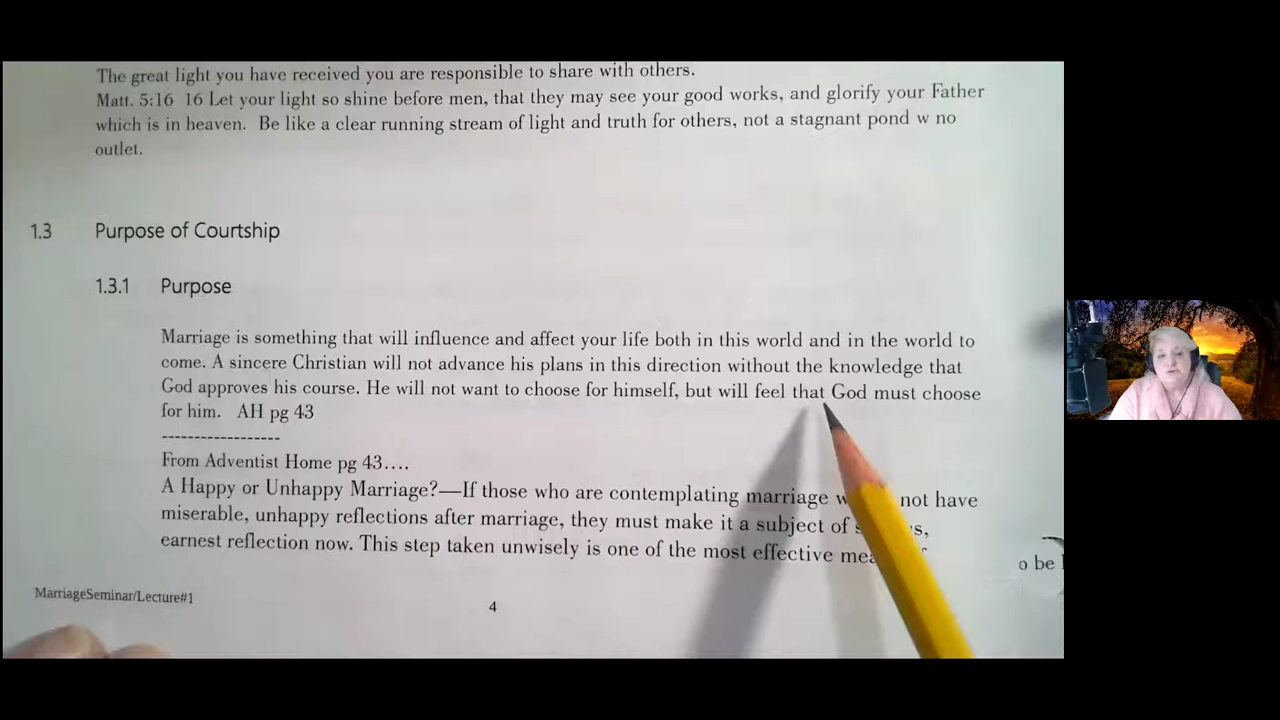 The great light you have received you are responsible to share with others.
Matt. 5:16 16 Let your light so shine before men, that they may see your good works, and glorify your Father
which is in heaven. Be like a clear running stream of light and truth for others, not a stagnant pond w no
outlet.
1.3 Purpose of Courtship
1.3.1 Purpose
Marriage is something that will influence and affect your life both in this world and in the world to
come. A sincere Christian will not advance his plans in this direction without the knowledge that
God approves his course. He will not want to choose for himself, but will feel that God must choose
for him. AH pg 43
------------------
From Adventist Home pg 43....
A Happy or Unhappy Marriage?—If those who are contemplating marriage not have
miserable, unhappy reflections after marriage, they must make it a subject of
earnest reflection now. This step taken unwisely is one of the most effective
o be
MarriageSeminar/Lecture#1
4